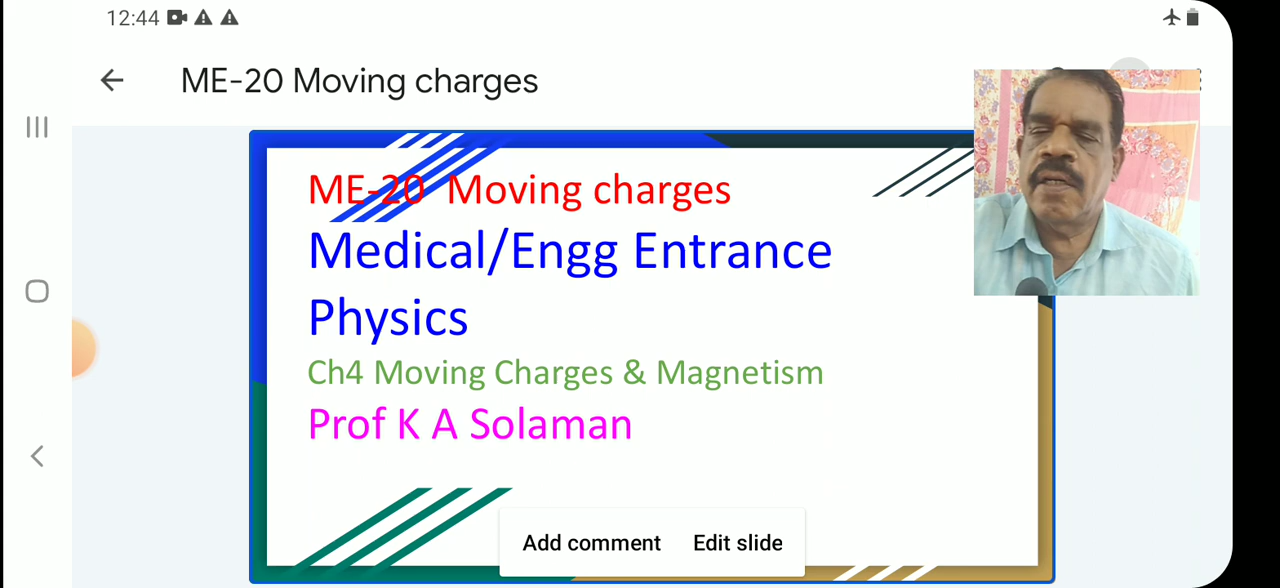 12:44
ME-20 Moving charges
ME-20 Moving charges
Medical/Engg Entrance
Physics
Ch4 Moving Charges & Magnetism
Prof K A Solaman
Add comment Edit slide